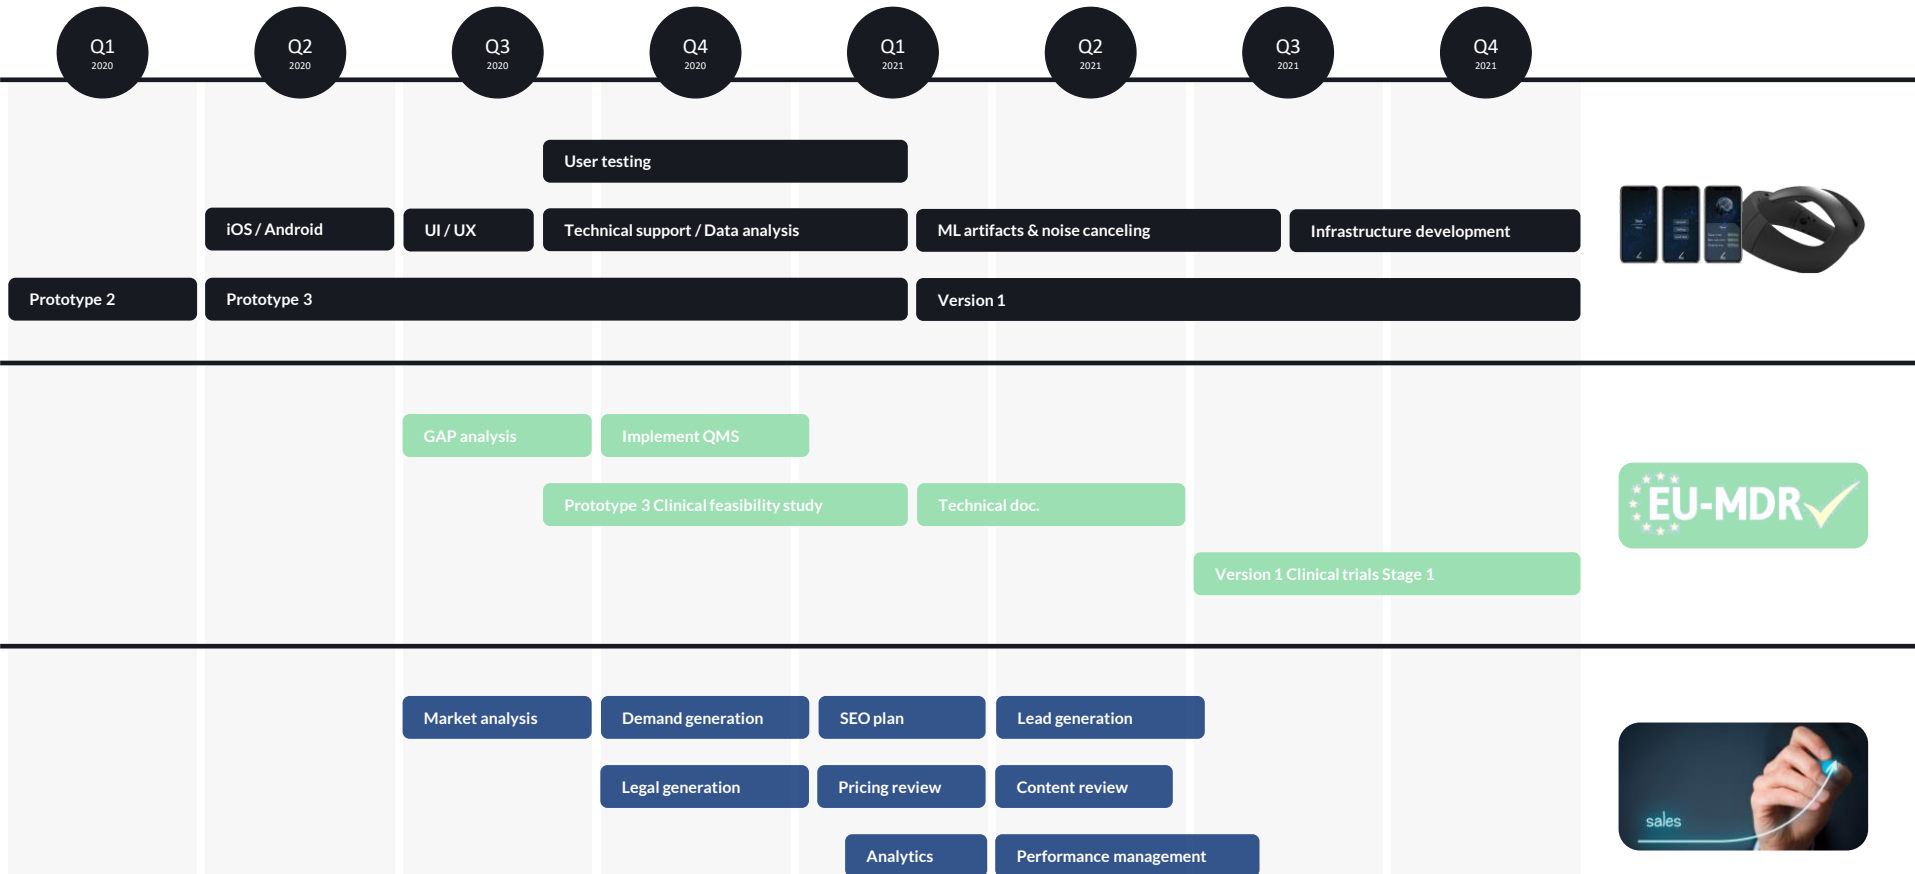 Q1
2020
Q2
2020
Q3
2020
Q4
2020
Q1
2021
Q2
2021
Q3
2021
Q4
2021
User testing
iOS / Android
UI / UX
Technical support / Data analysis
ML artifacts & noise canceling
Infrastructure development
Prototype 2
Prototype 3
Version 1
GAP analysis
Implement QMS
Prototype 3 Clinical feasibility study
Technical doc.
EU-MDR
Version 1 Clinical trials Stage 1
Market analysis
Demand generation
SEO plan
Lead generation
Legal generation
Pricing review
Content review
sales
Analytics
Performance management